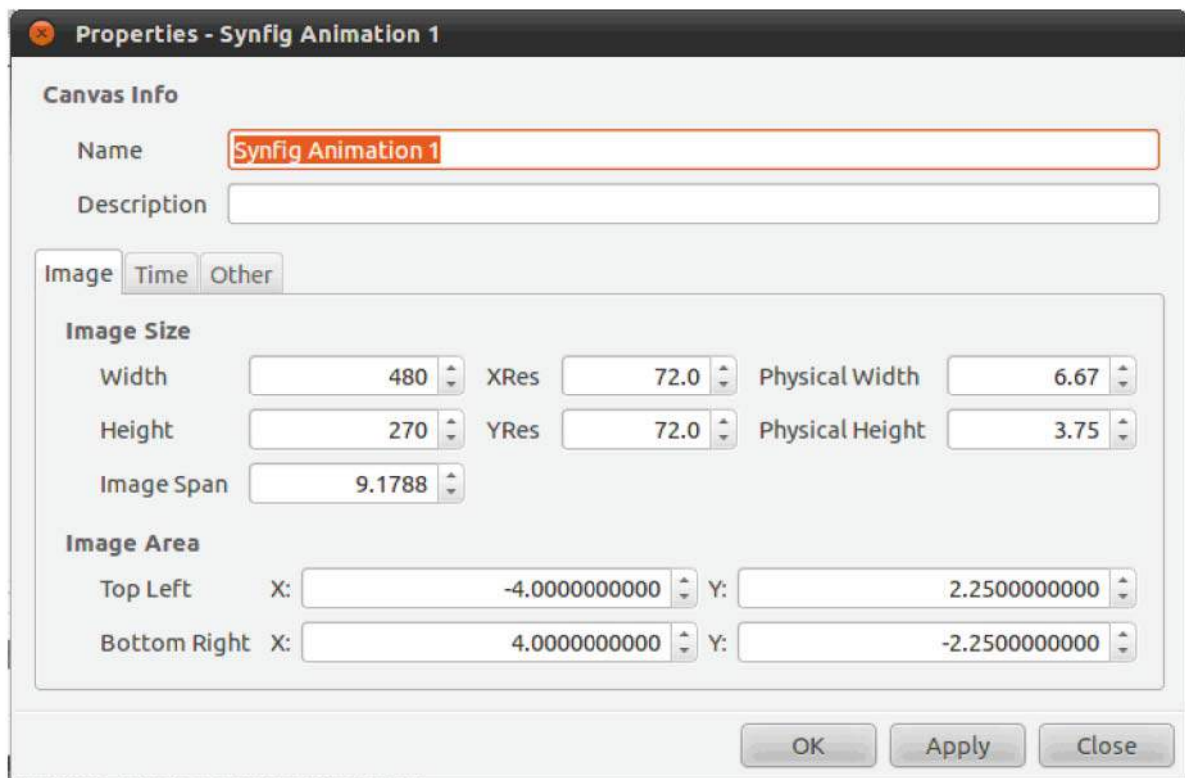 Properties - Synfig Animation 1
Canvas Info
Name Synfig Animation 1
Description
Image Time Other
Image Size
Width 480 XRes 72.0 Physical Width 6.67
Height 270 YRes 72.0 Physical Height 3.75
Image Span 9.1788
Image Area
Top Left X: -4.0000000000 Y: 2.2500000000
Bottom Right X: 4.0000000000 Y: -2.2500000000
OK Apply Close